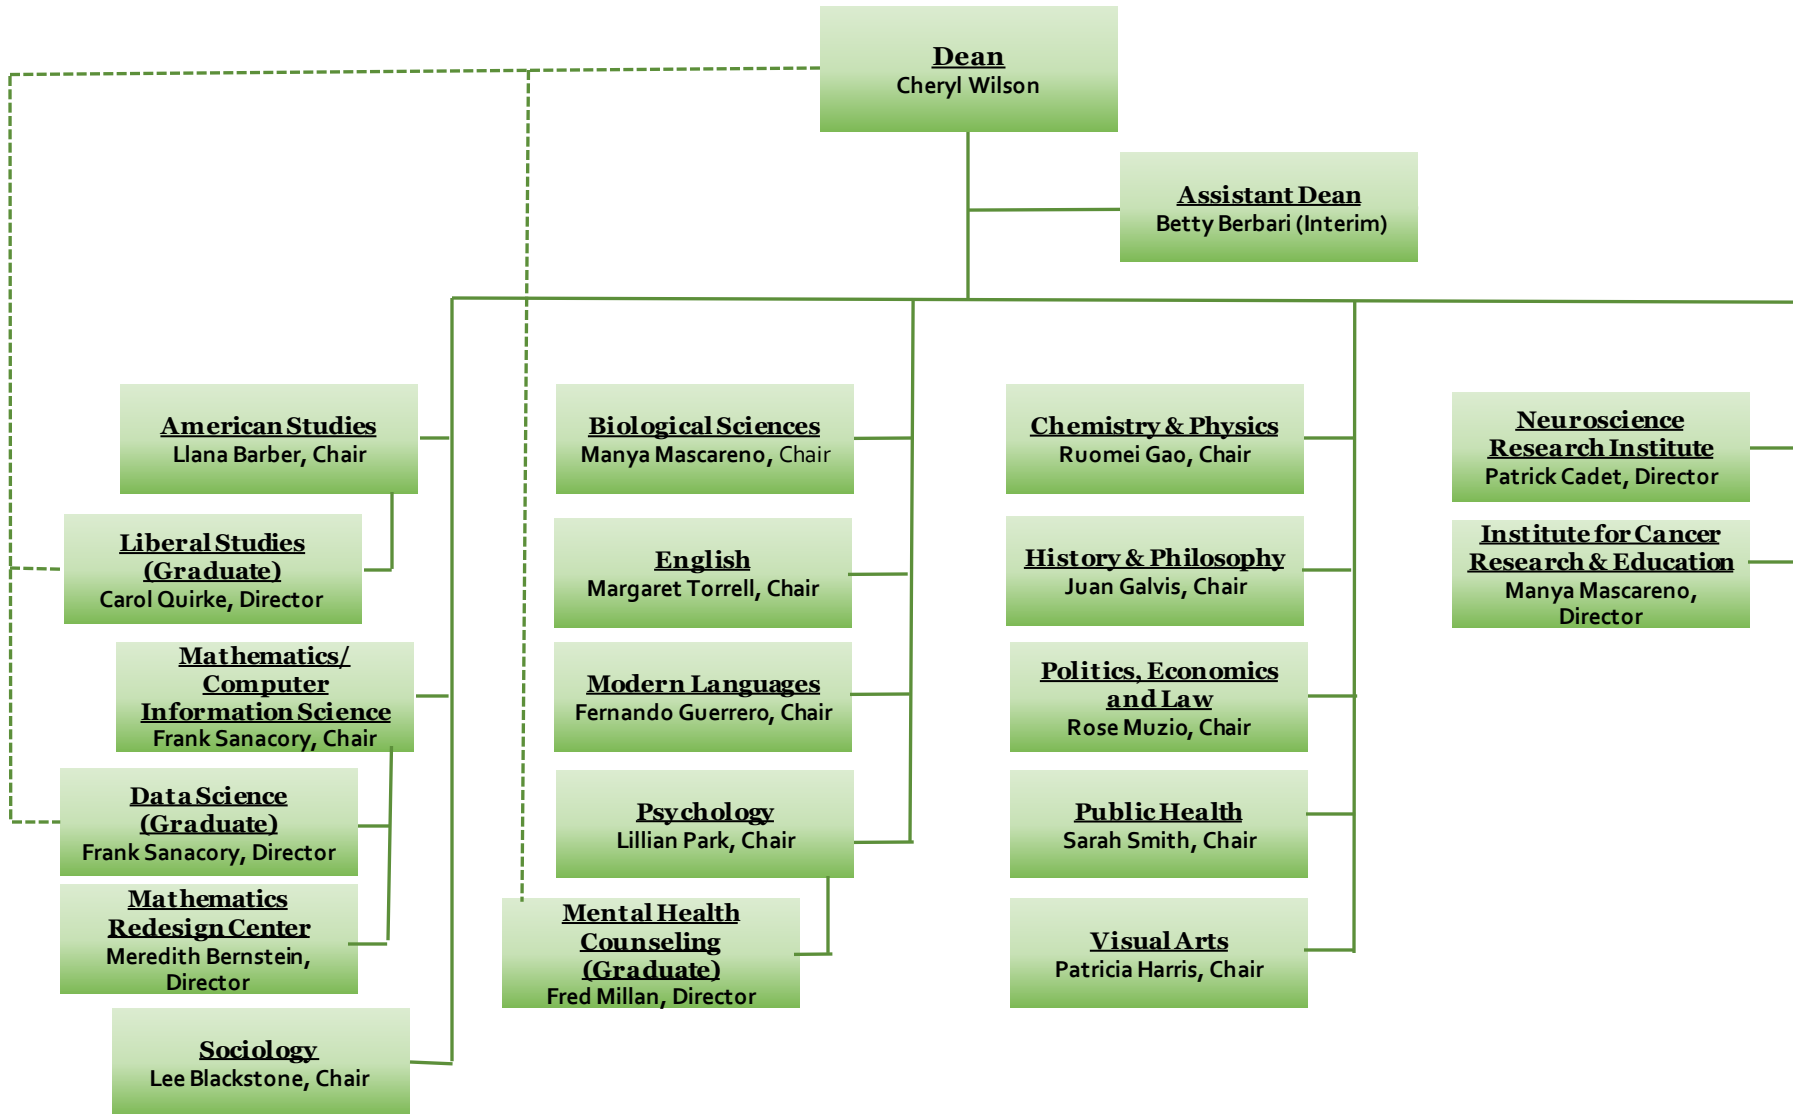 Dean
Cheryl Wilson
Assistant Dean
Betty Berbari (Interim)
American Studies
Llana Barber, Chair
Liberal Studies
(Graduate)
Carol Quirke, Director
Mathematics/
Computer
Information Science
Frank Sanacory, Chair
Data Science
(Graduate)
Frank Sanacory, Director
Mathematics
Redesign Center
Meredith Bernstein,
Director
Sociology
Lee Blackstone, Chair
Biological Sciences
Manya Mascareno, Chair
English
Margaret Torrell, Chair
Modern Languages
Fernando Guerrero, Chair
Psychology
Lillian Park, Chair
Mental Health
Counseling
(Graduate)
Fred Millan, Director
Chemistry & Physics
Ruomei Gao, Chair
History & Philosophy
Juan Galvis, Chair
Politics, Economics
and Law
Rose Muzio, Chair
Public Health
Sarah Smith, Chair
Visual Arts
Patricia Harris, Chair
Neuroscience
Research Institute
Patrick Cadet, Director
Institute for Cancer
Research & Education
Manya Mascareno,
Director